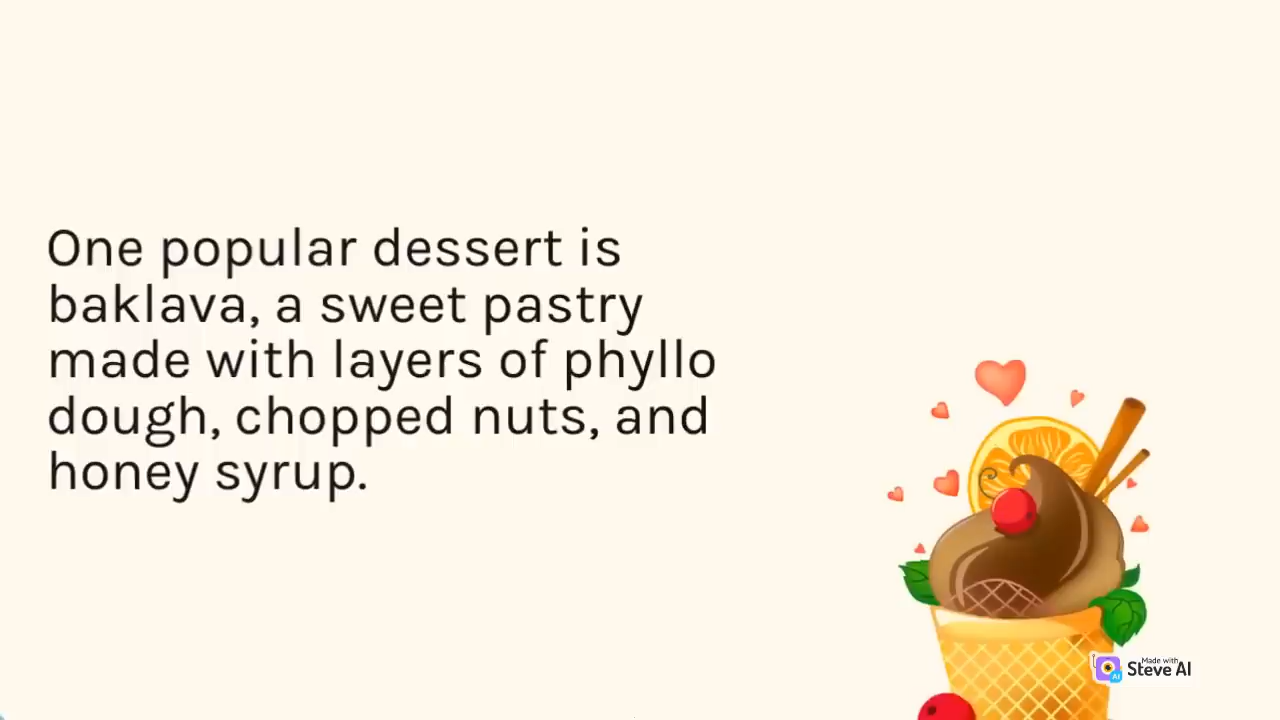 One popular dessert is
baklava, a sweet pastry
made with layers of phyllo
dough, chopped nuts, and
honey syrup.
Made with
Steve AI
AI